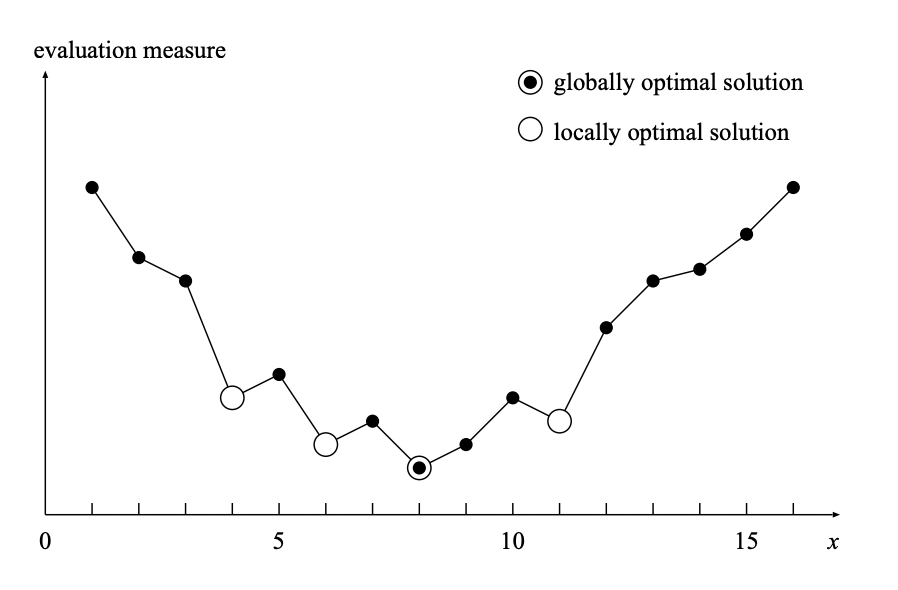 evaluation measure
globally optimal solution
locally optimal solution
0 5 10 15 x